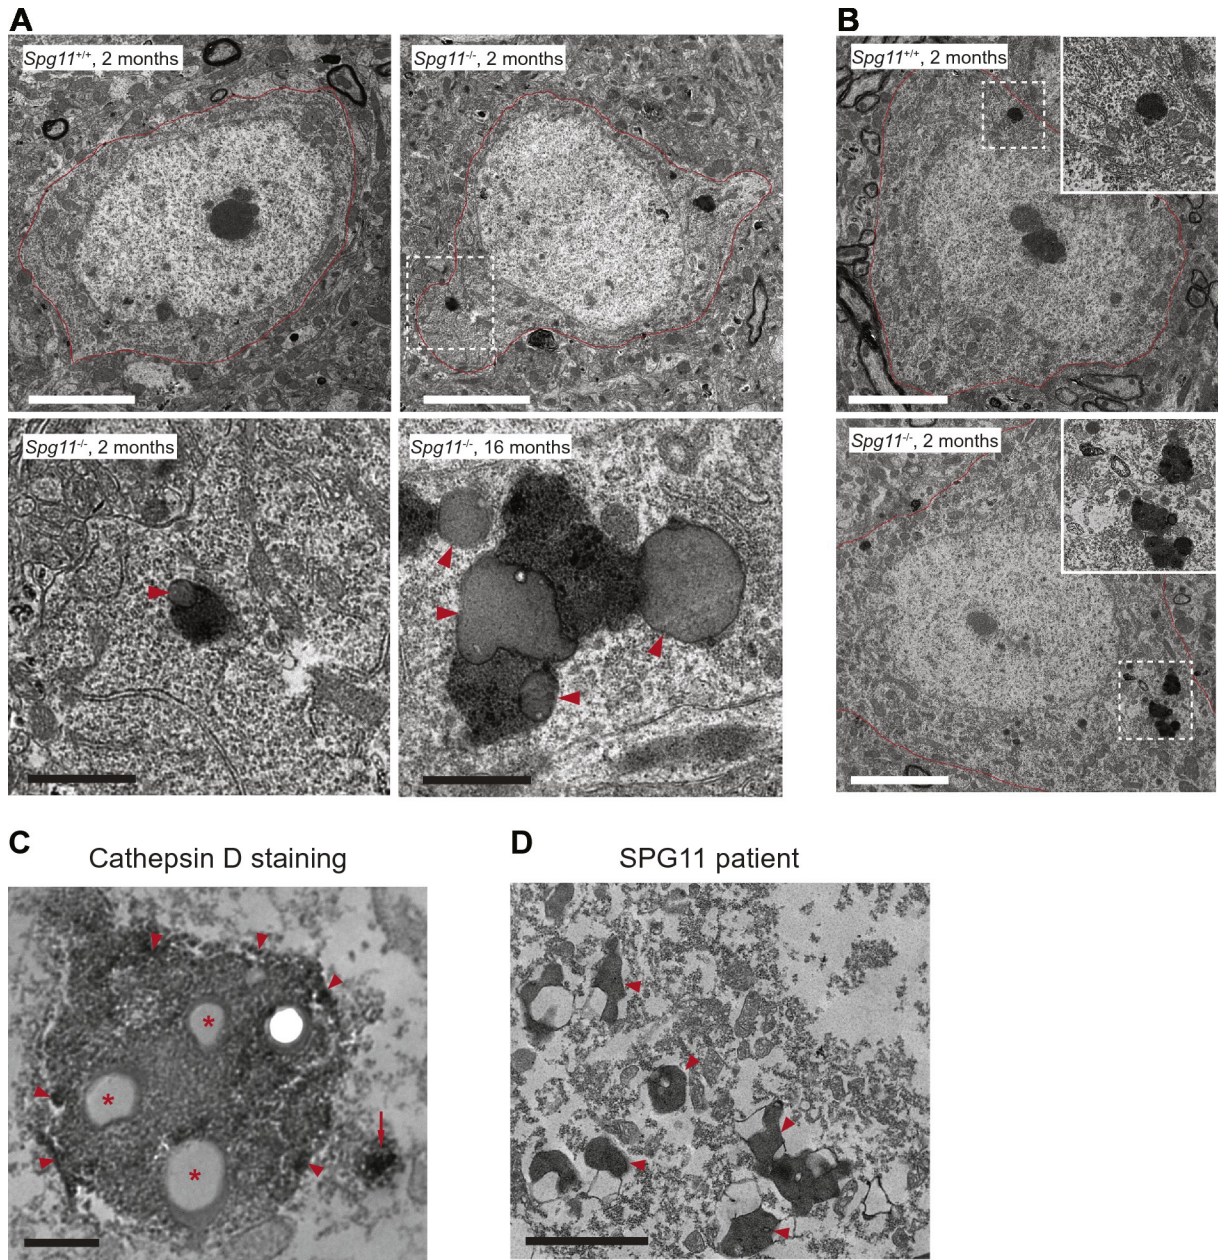 A
B
Spg11+/+, 2 months
Spg11-/-, 2 months
Spg11+/+, 2 months
Spg11-/-, 2 months
Spg11-/-, 16 months
Spg11-/-, 2 months
C
Cathepsin D staining
D
SPG11 patient
* 
*
*